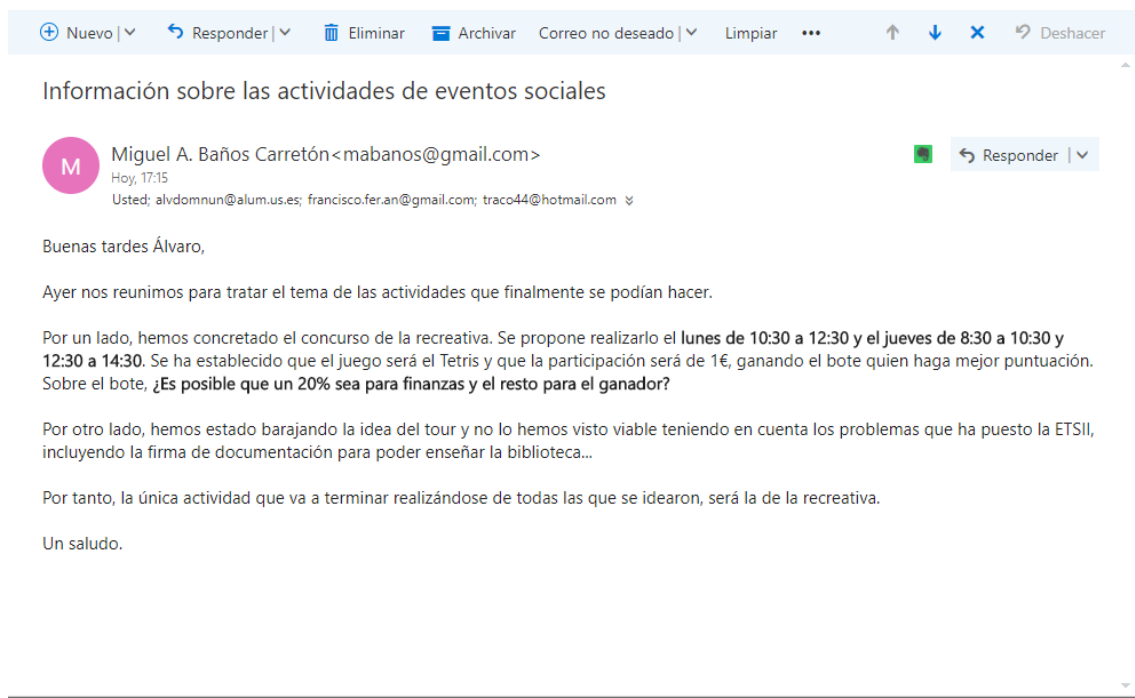 Nuevo | Responder | Eliminar Archivar Correo no deseado | Limpiar ... Deshacer
Información sobre las actividades de eventos sociales
M
Miguel A. Baños Carretón<mabanos@gmail.com>
Responder |
Hoy, 17:15
Usted; alvdomnun@alum.us.es; francisco.fer.an@gmail.com; traco44@hotmail.com
Buenas tardes Álvaro,
Ayer nos reunimos para tratar el tema de las actividades que finalmente se podían hacer.
Por un lado, hemos concretado el concurso de la recreativa. Se propone realizarlo el lunes de 10:30 a 12:30 y el jueves de 8:30 a 10:30 y
12:30 a 14:30. Se ha establecido que el juego será el Tetris y que la participación será de 1€, ganando el bote quien haga mejor puntuación.
Sobre el bote, ¿Es posible que un 20% sea para finanzas y el resto para el ganador?
Por otro lado, hemos estado barajando la idea del tour y no lo hemos visto viable teniendo en cuenta los problemas que ha puesto la ETSII,
incluyendo la firma de documentación para poder enseñar la biblioteca...
Por tanto, la única actividad que va a terminar realizándose de todas las que se idearon, será la de la recreativa.
Un saludo.